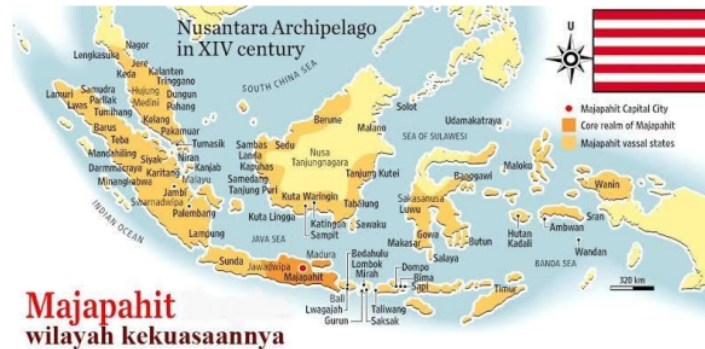 Nusantara Archipelago
in XIV century
U
Majapahit Capital City
Core realm of Majapahit
Majapahit vassal states
Nagor
Lengkasuka
Jere
Keda
Kalanten
Tringgano
Hujung
Medini
Dungun
Pahang
Kelang
Pakamuar
Tumasik
Lamuri
Samudra
Parllak
Lwas
Tumihang
Barus
Teba
Mandahiling
Siyak
Niran
Kanjab
Darmmacraya
Karitang
Malayu
Minangkabwa
Jambi
Swarnadwipa
Palembang
Lampung
INDIAN OCEAN
SOUTH CHINA SEA
Berune
Malano
Solot
Udamakatraya
SEA OF SULAWESI
Sambas
Sedu
Landa
Kapuhas
Samedang
Tanjung Puri
Nusa
Tanjungnagara
Tanjung Kutei
Kuta Waringin
Tabalung
Kuta Lingga
Katingan
Sawaku
Sampit
JAVA SEA
Banggawi
Sakasanusa
Luwu
Gowa
Makasar
Butun
Salaya
Maloko
Wanin
Sran
Ambwan
Hutan
Kadali
Wandan
BANDA SEA
320 km
Sunda
Jawadwipa
Madura
Majapahit
Bedahulu
Lombok
Mirah
Bali
Lwagajah
Gurun
Saksak
Taliwang
Dompo
Bima
Sapi
Timur
Majapahit
wilayah kekuasaannya